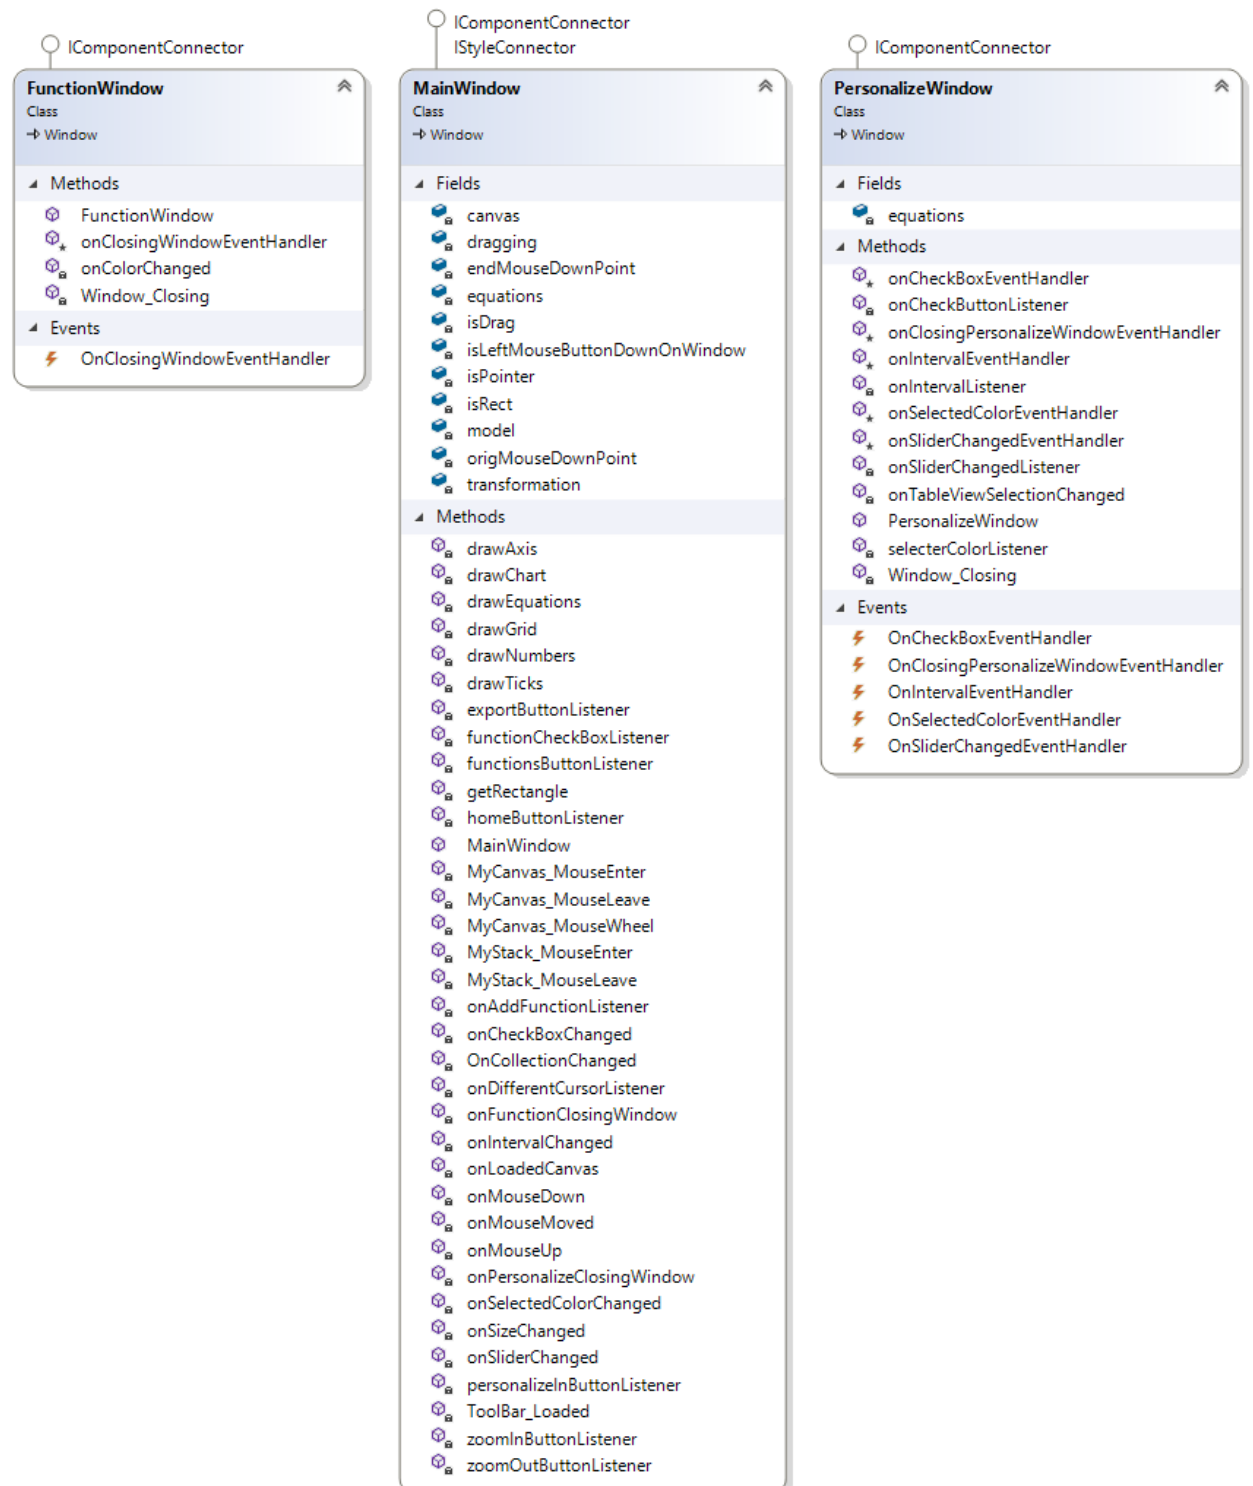 IComponentConnector
FunctionWindow
Class
Window
Methods
FunctionWindow
onClosingWindowEventHandler
onColorChanged
Window_Closing
Events
OnClosingWindowEventHandler
IComponentConnector
IStyleConnector
MainWindow
Class
Window
Fields
canvas
dragging
endMouseDownPoint
equations
isDrag
isLeftMouseButtonDownOnWindow
isPointer
isRect
model
origMouseDownPoint
transformation
Methods
drawAxis
drawChart
drawEquations
drawGrid
drawNumbers
drawTicks
exportButtonListener
functionCheckBoxListener
functionsButtonListener
getRectangle
homeButtonListener
MainWindow
MyCanvas_MouseEnter
MyCanvas_MouseLeave
MyCanvas_MouseWheel
MyStack_MouseEnter
MyStack_MouseLeave
onAddFunctionListener
onCheckBoxChanged
OnCollectionChanged
onDifferentCursorListener
onFunctionClosingWindow
onIntervalChanged
onLoadedCanvas
onMouseDown
onMouseMoved
onMouseUp
onPersonalizeClosingWindow
onSelectedColorChanged
onSizeChanged
onSliderChanged
personalizeInButtonListener
ToolBar_Loaded
zoomInButtonListener
zoomOutButtonListener
IComponentConnector
PersonalizeWindow
Class
Window
Fields
equations
Methods
onCheckBoxEventHandler
onCheckButtonListener
onClosingPersonalizeWindowEventHandler
onIntervalEventHandler
onIntervalListener
onSelectedColorEventHandler
onSliderChangedEventHandler
onSliderChangedListener
onTableViewSelectionChanged
PersonalizeWindow
selecterColorListener
Window_Closing
Events
OnCheckBoxEventHandler
OnClosingPersonalizeWindowEventHandler
OnIntervalEventHandler
OnSelectedColorEventHandler
OnSliderChangedEventHandler